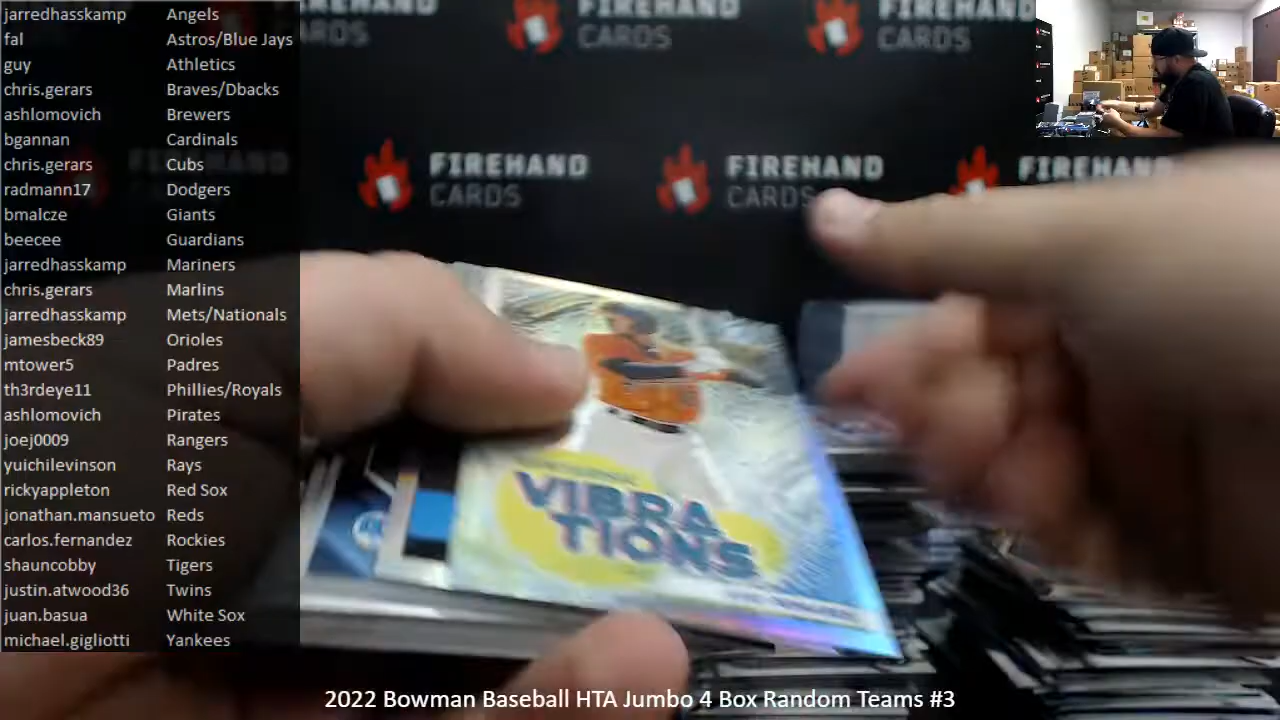 jarredhasskamp Angels
fal Astros/Blue Jays
guy Athletics
chris.gerars Braves/Dbacks
ashlomovich Brewers
bgannan Cardinals
chris.gerars Cubs
radmann17 Dodgers
bmalcze Giants
beecee Guardians
jarredhasskamp Mariners
chris.gerars Marlins
jarredhasskamp Mets/Nationals
jamesbeck89 Orioles
mtower5 Padres
th3rdeye11 Phillies/Royals
ashlomovich Pirates
joej0009 Rangers
yuichilevinson Rays
rickyappleton Red Sox
jonathan.mansueto Reds
carlos.fernandez Rockies
shauncobby Tigers
justin.atwood36 Twins
juan.basua White Sox
michael.gigliotti Yankees
FIREHAND FIREHAND
CARDS CARDS CARDS
FIREHAND FIREHAND FIREHAND
CARDS CARDS CARDS
VIBRA
TIONS
2022 Bowman Baseball HTA Jumbo 4 Box Random Teams #3